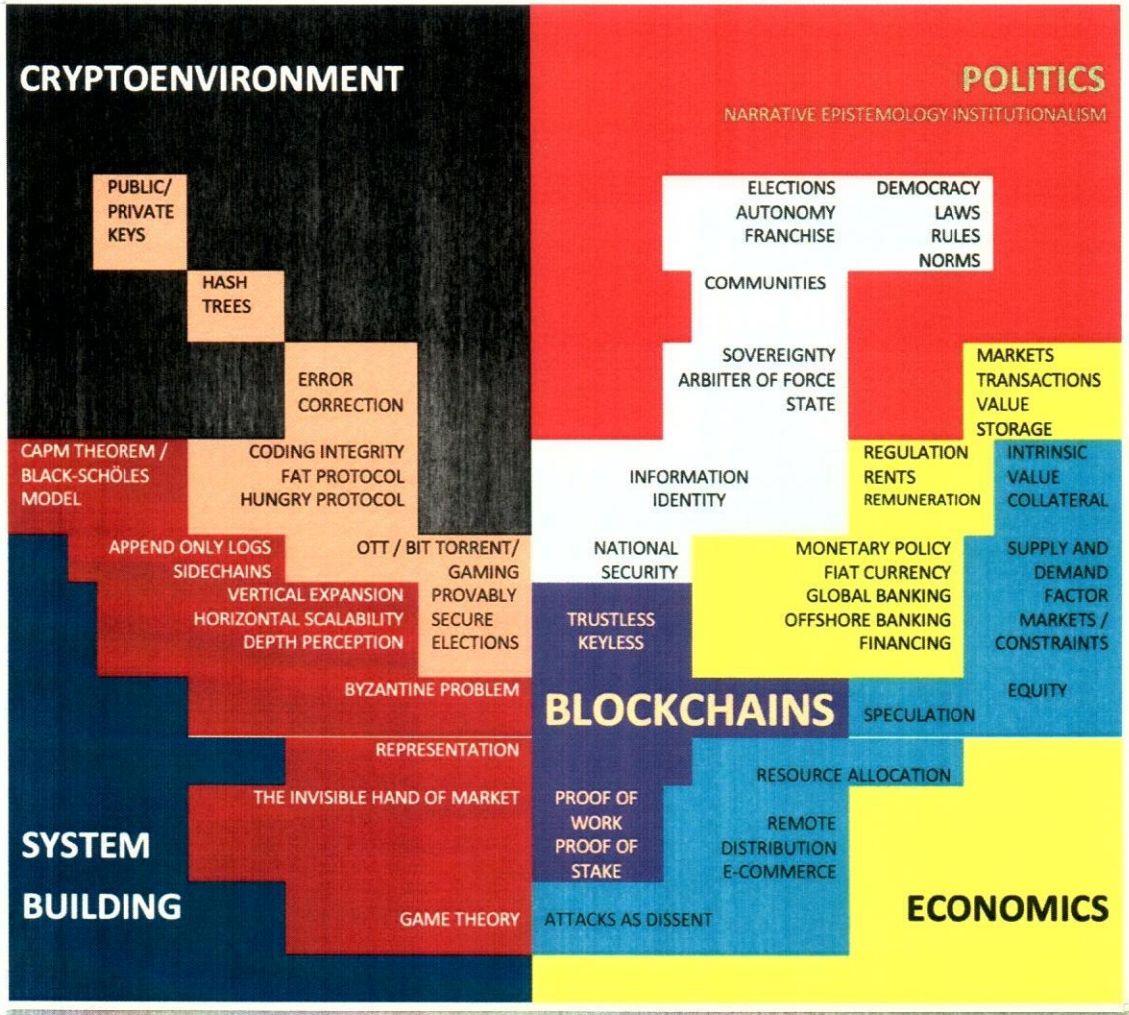 CRYPTOENVIRONMENT
POLITICS
NARRATIVE EPISTEMOLOGY INSTITUTIONALISM
PUBLIC/
PRIVATE
KEYS
HASH
TREES
ERROR
CORRECTION
CODING INTEGRITY
FAT PROTOCOL
HUNGRY PROTOCOL
OTT / BIT TORRENT/
GAMING
PROVABLY
SECURE
ELECTIONS
ELECTIONS
AUTONOMY
FRANCHISE
DEMOCRACY
LAWS
RULES
NORMS
COMMUNITIES
SOVEREIGNTY
ARBIITER OF FORCE
STATE
INFORMATION
IDENTITY
NATIONAL
SECURITY
MARKETS
TRANSACTIONS
VALUE
STORAGE
REGULATION
RENTS
REMUNERATION
MONETARY POLICY
FIAT CURRENCY
GLOBAL BANKING
OFFSHORE BANKING
FINANCING
INTRINSIC
VALUE
COLLATERAL
SUPPLY AND
DEMAND
FACTOR
MARKETS /
CONSTRAINTS
EQUITY
SPECULATION
CAPM THEOREM /
BLACK-SCHÖLES
MODEL
APPEND ONLY LOGS
SIDECHAINS
VERTICAL EXPANSION
HORIZONTAL SCALABILITY
DEPTH PERCEPTION
BYZANTINE PROBLEM
REPRESENTATION
THE INVISIBLE HAND OF MARKET
GAME THEORY
TRUSTLESS
KEYLESS
BLOCKCHAINS
PROOF OF
WORK
PROOF OF
STAKE
RESOURCE ALLOCATION
REMOTE
DISTRIBUTION
E-COMMERCE
ATTACKS AS DISSENT
SYSTEM
BUILDING
ECONOMICS